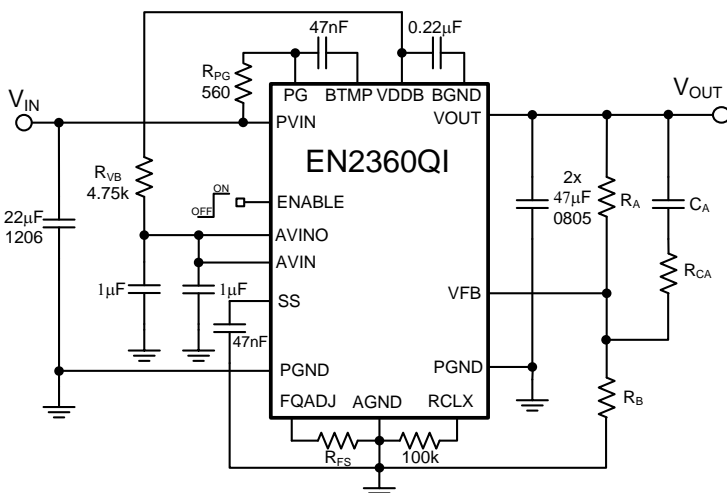 47nF
0.22µF
R_PG
560
PG
BTMP
VDDB
BGND
V_IN
PVIN
VOUT
V_OUT
EN2360QI
R_VB
4.75k
ON
OFF
ENABLE
2x
47µF
0805
R_A
C_A
22µF
1206
AVINO
AVIN
1µF
1µF
R_CA
SS
VFB
47nF
PGND
PGND
R_B
FQADJ
AGND
RCLX
R_FS
100k